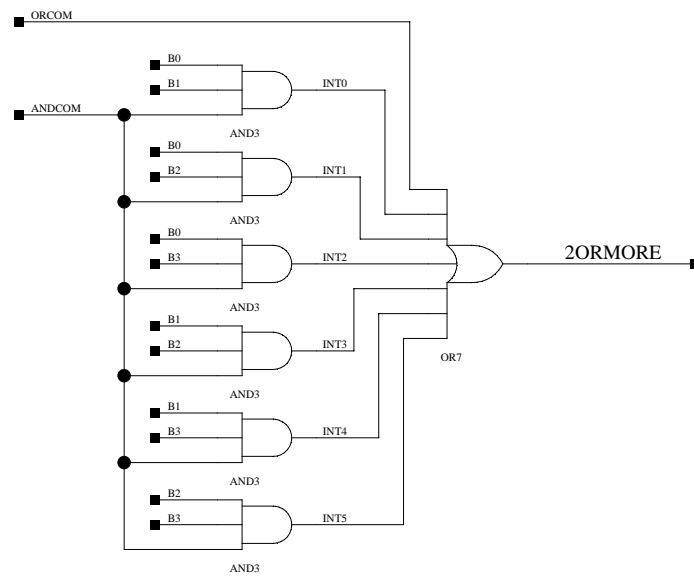 ORCOM
B0
B1
INT0
ANDCOM
AND3
B0
B2
INT1
AND3
B0
B3
INT2
2ORMORE
AND3
B1
B2
INT3
OR7
AND3
B1
B3
INT4
AND3
B2
B3
INT5
AND3